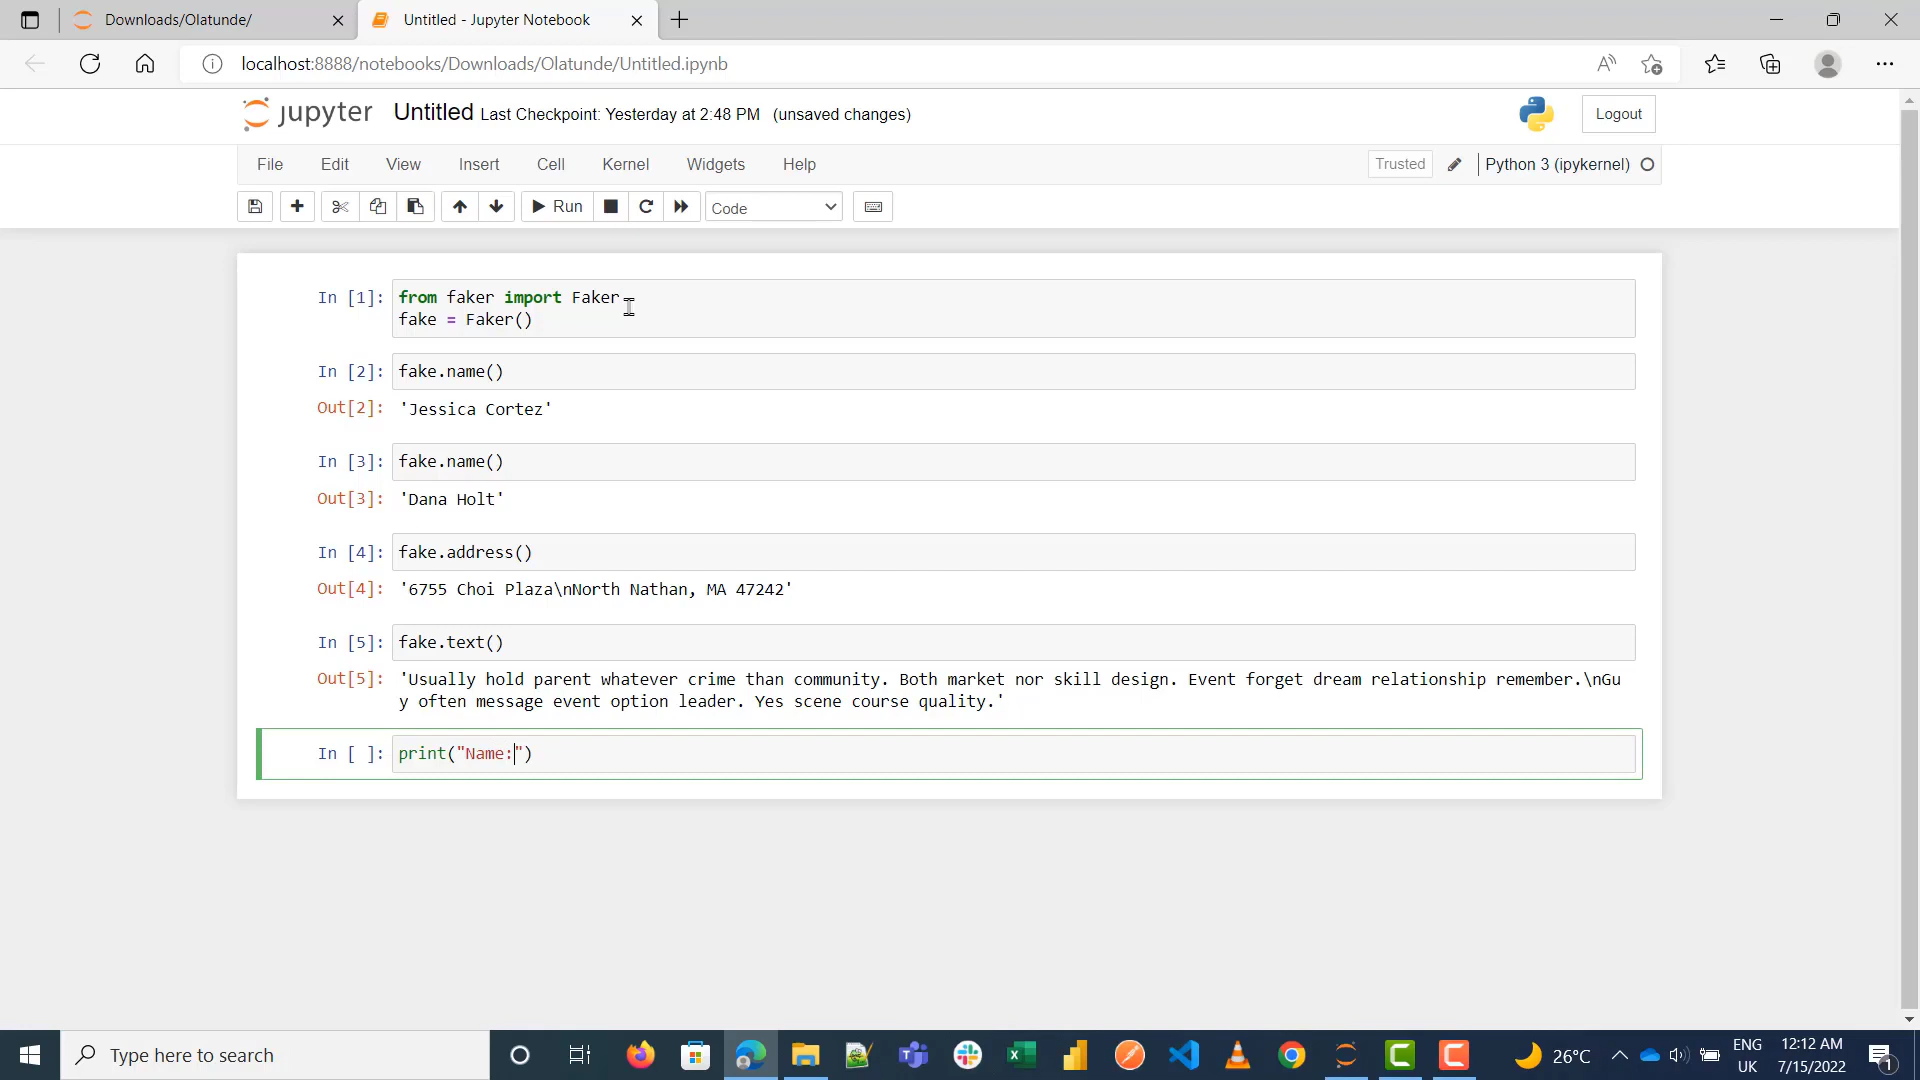 Downloads/Olatunde/
Untitled - Jupyter Notebook
localhost:8888/notebooks/Downloads/Olatunde/Untitled.ipynb
jupyter Untitled Last Checkpoint: Yesterday at 2:48 PM (unsaved changes)
Logout
File Edit View Insert Cell Kernel Widgets Help
Trusted Python 3 (ipykernel)
Run Code
In [1]: from faker import Faker
fake = Faker()
In [2]: fake.name()
Out[2]: 'Jessica Cortez'
In [3]: fake.name()
Out[3]: 'Dana Holt'
In [4]: fake.address()
Out[4]: '6755 Choi Plaza\nNorth Nathan, MA 47242'
In [5]: fake.text()
Out[5]: 'Usually hold parent whatever crime than community. Both market nor skill design. Event forget dream relationship remember.\nGu
y often message event option leader. Yes scene course quality.'
In [ ]: print("Name:")
Type here to search
26°C
ENG
UK
12:12 AM
7/15/2022
1